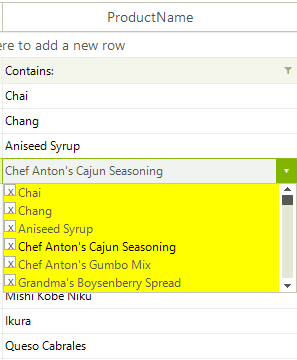 ProductName
ere to add a new row
Contains:
Chai
Chang
Aniseed Syrup
Chef Anton's Cajun Seasoning
x Chai
x Chang
x Aniseed Syrup
Chef Anton's Cajun Seasoning
x Chef Anton's Gumbo Mix
x Grandma's Boysenberry Spread
Mishi Kobe Niku
Ikura
Queso Cabrales